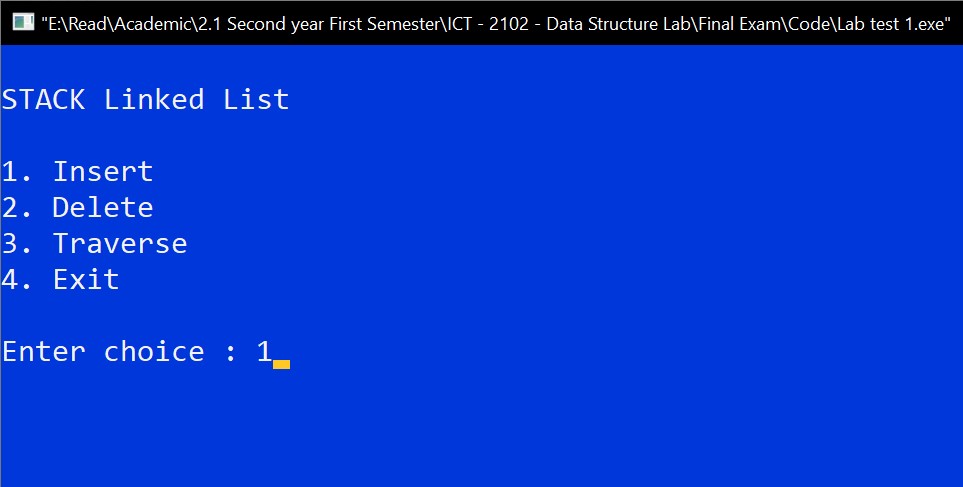 "E:\Read\Academic\2.1 Second year First Semester\ICT - 2102 - Data Structure Lab\Final Exam\Code\Lab test 1.exe"
STACK Linked List
1. Insert
2. Delete
3. Traverse
4. Exit
Enter choice : 1